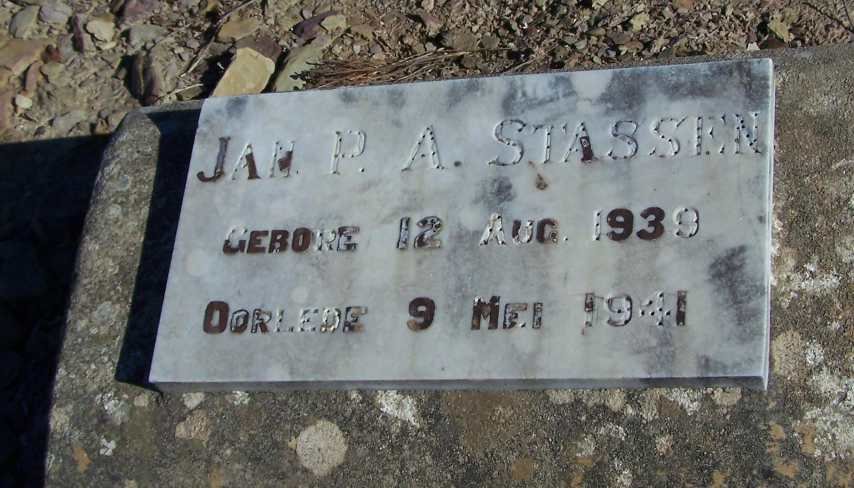 JAN. P. A. STASSEN
GEBORE 12 AUG. 1939
OORLEDE 9 MEI 1941